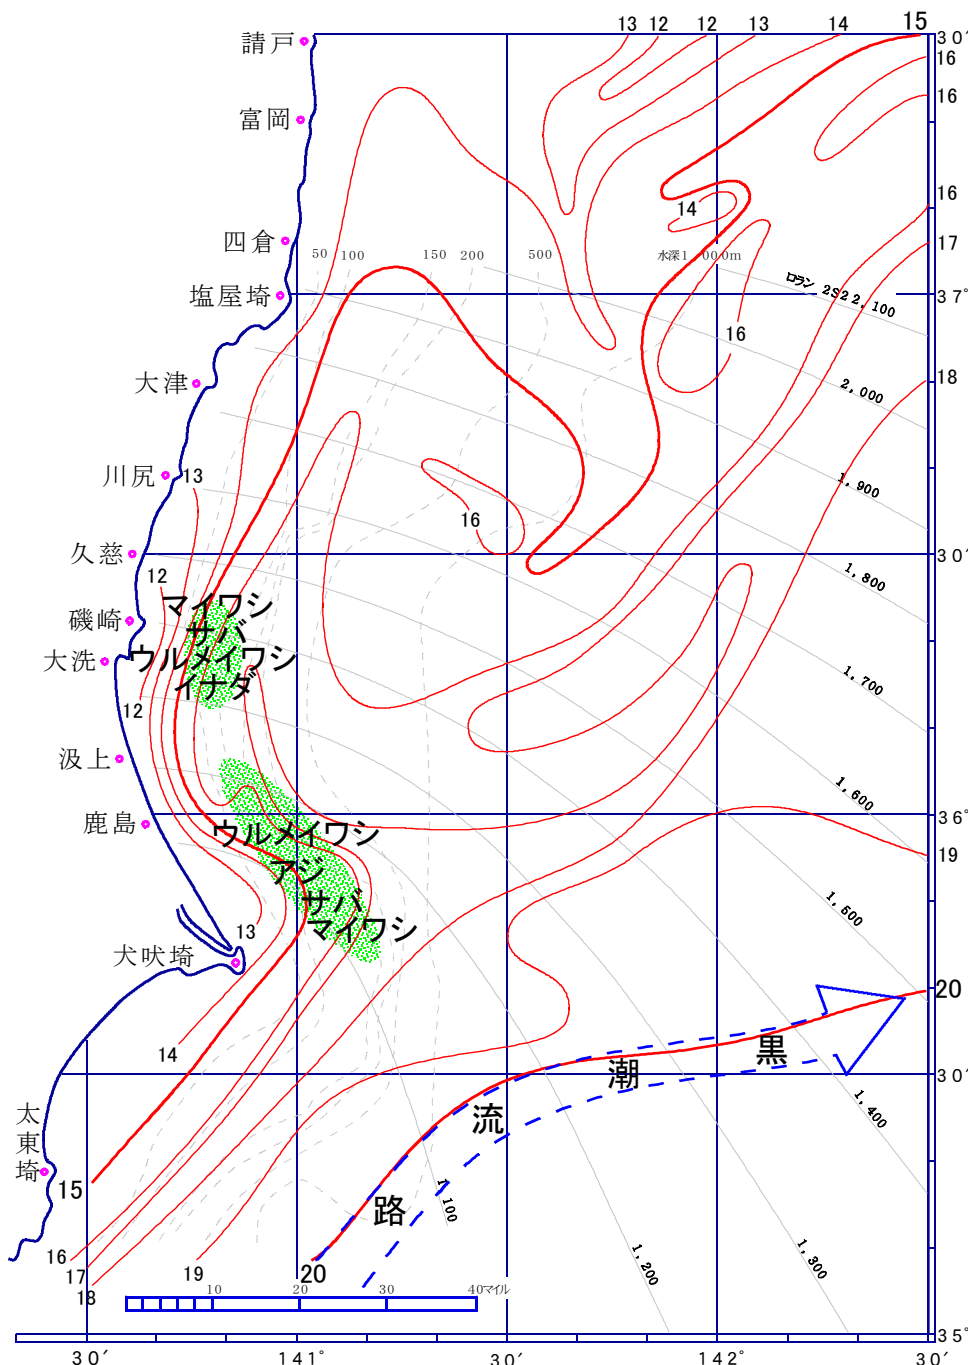 13 12 12 13 14 15
請戸
30′
16
富岡
16
16
14
四倉
17
50 100 150 200 500 水深1,000m
塩屋埼
ロラン 2S2 2,100
37°
16
大津
18
2,000
川尻
13
1,900
16
久慈
30′
12
1,800
マイワシ
磯崎
サバ
大洗
ウルメイワシ
イナダ
1,700
12
汲上
1,600
鹿島
36°
ウルメイワシ
19
アジ
サバ
1,500
マイワシ
13
犬吠埼
20
14
黒
潮
流
路
30′
1,400
太東埼
15
1,100
16
17
18
19
20
1,200
1,300
10 20 30 40マイル
35°
30′ 141° 30′ 142° 30′